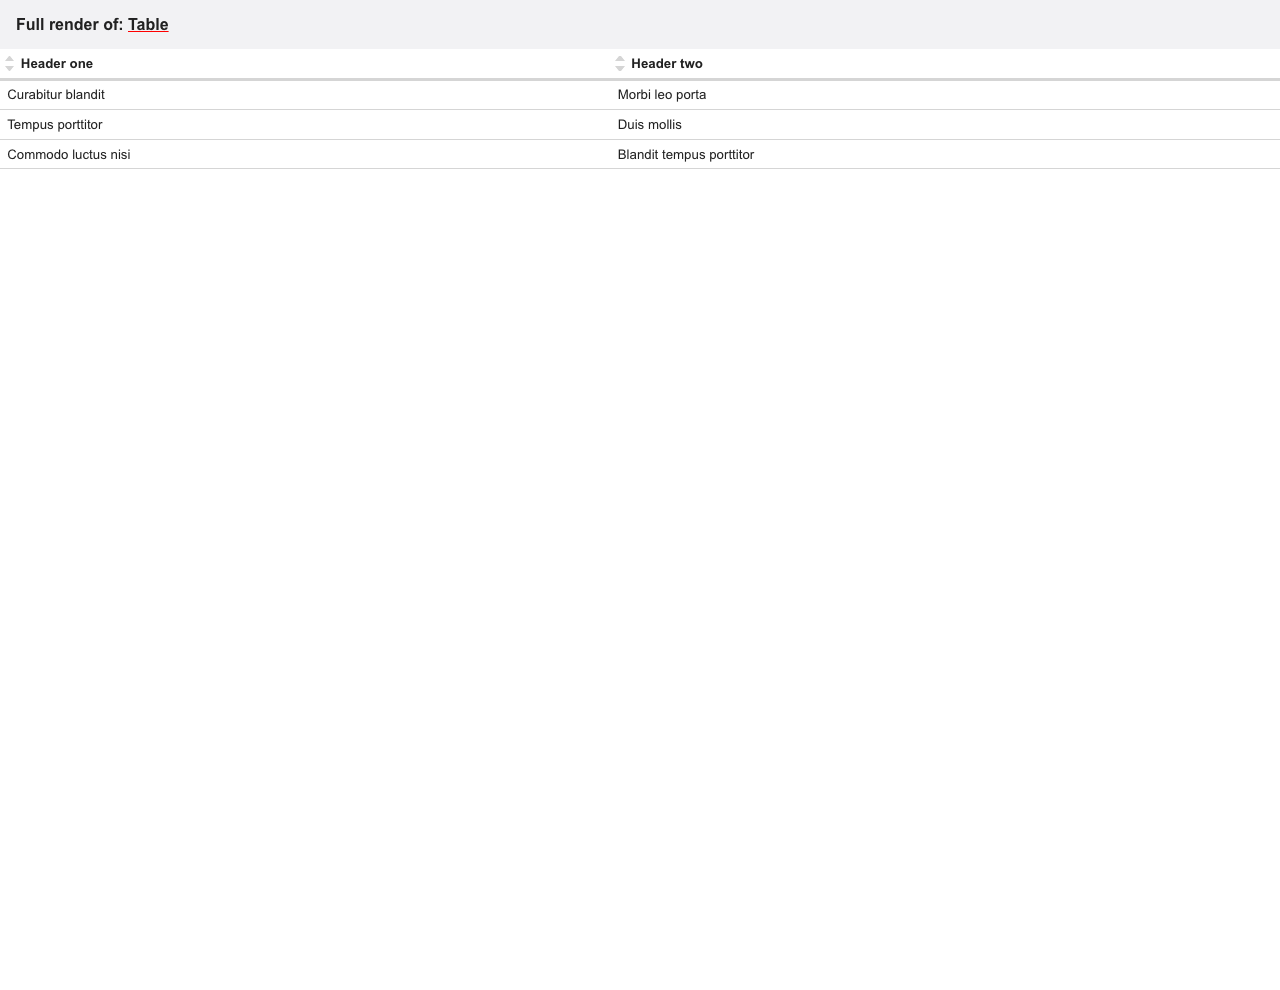 Full render of: Table
Header one Header two
Curabitur blandit Morbi leo porta
Tempus porttitor Duis mollis
Commodo luctus nisi Blandit tempus porttitor